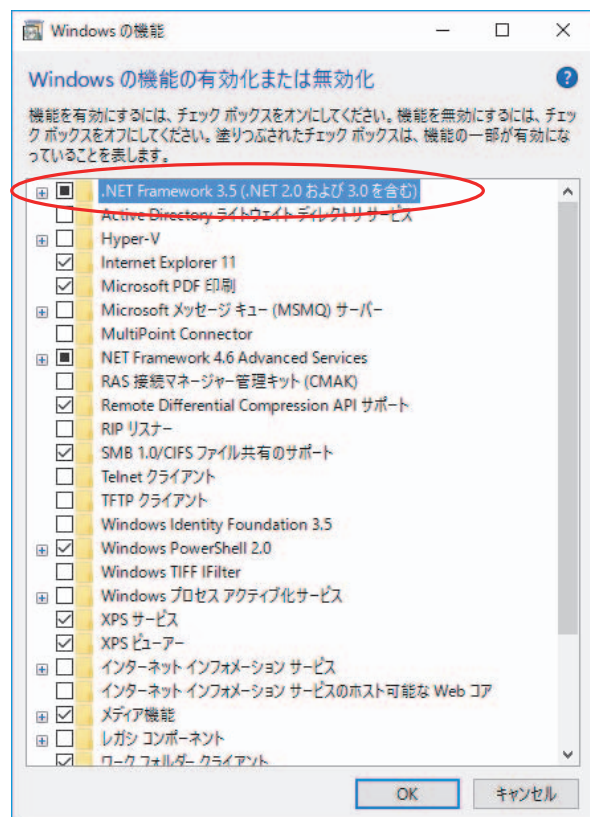 Windows の機能
Windows の機能の有効化または無効化
機能を有効にするには、チェック ボックスをオンにしてください。機能を無効にするには、チェッ
ク ボックスをオフにしてください。塗りつぶされたチェック ボックスは、機能の一部が有効にな
っていることを表します。
.NET Framework 3.5 (.NET 2.0 および 3.0 を含む)
Active Directory ライトウェイト ディレクトリ サービス
Hyper-V
Internet Explorer 11
Microsoft PDF 印刷
Microsoft メッセージ キュー (MSMQ) サーバー
MultiPoint Connector
NET Framework 4.6 Advanced Services
RAS 接続マネージャー管理キット (CMAK)
Remote Differential Compression API サポート
RIP リスナー
SMB 1.0/CIFS ファイル共有のサポート
Telnet クライアント
TFTP クライアント
Windows Identity Foundation 3.5
Windows PowerShell 2.0
Windows TIFF IFilter
Windows プロセス アクティブ化サービス
XPS サービス
XPS ビューアー
インターネット インフォメーション サービス
インターネット インフォメーション サービスのホスト可能な Web コア
メディア機能
レガシ コンポーネント
ワーク フォルダー クライアント
OK
キャンセル